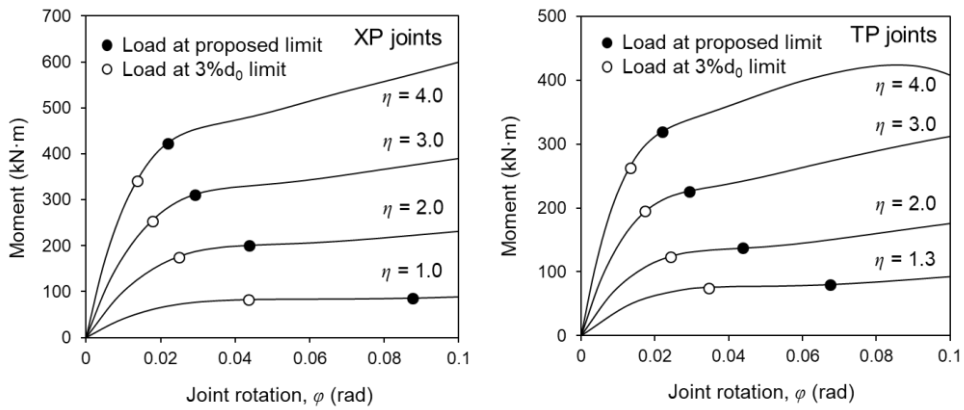 700
600
500
400
300
200
100
0
Moment (kN·m)
Load at proposed limit
Load at 3%d₀ limit
XP joints
η = 4.0
η = 3.0
η = 2.0
η = 1.0
0 0.02 0.04 0.06 0.08 0.1
Joint rotation, φ (rad)
500
400
300
200
100
0
Moment (kN·m)
Load at proposed limit
Load at 3%d₀ limit
TP joints
η = 4.0
η = 3.0
η = 2.0
η = 1.3
0 0.02 0.04 0.06 0.08 0.1
Joint rotation, φ (rad)